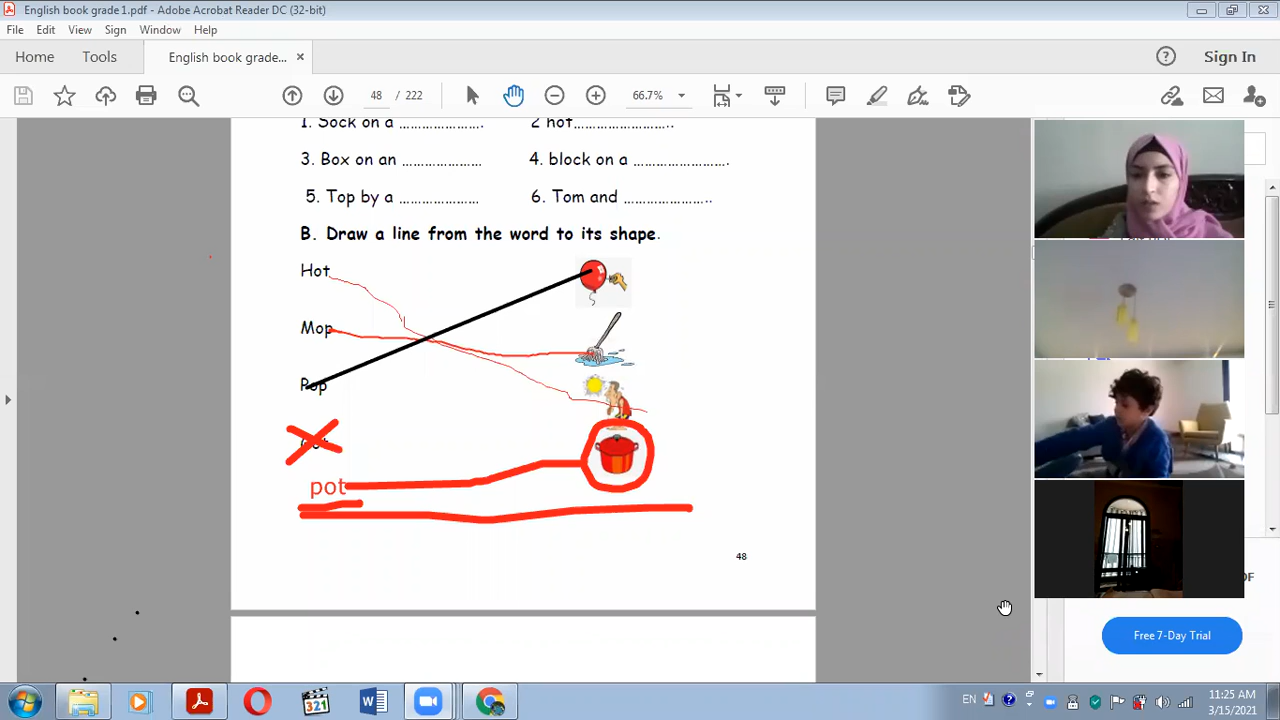 English book grade 1.pdf - Adobe Acrobat Reader DC (32-bit)
File Edit View Sign Window Help
Home Tools English book grade... × Sign In
48 / 222 66.7%
1. Sock on a ........................ 2 hot........................
3. Box on an ........................ 4. block on a ........................
5. Top by a ........................ 6. Tom and ........................
B. Draw a line from the word to its shape.
Hot
Mop
Pop
pot
48
Free 7-Day Trial
321
W
EN
11:25 AM
3/15/2021